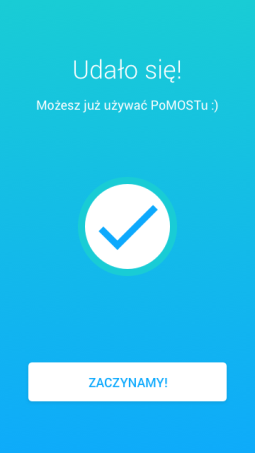 Udało się!
Możesz już używać PoMOSTu :)
ZACZYNAMY!